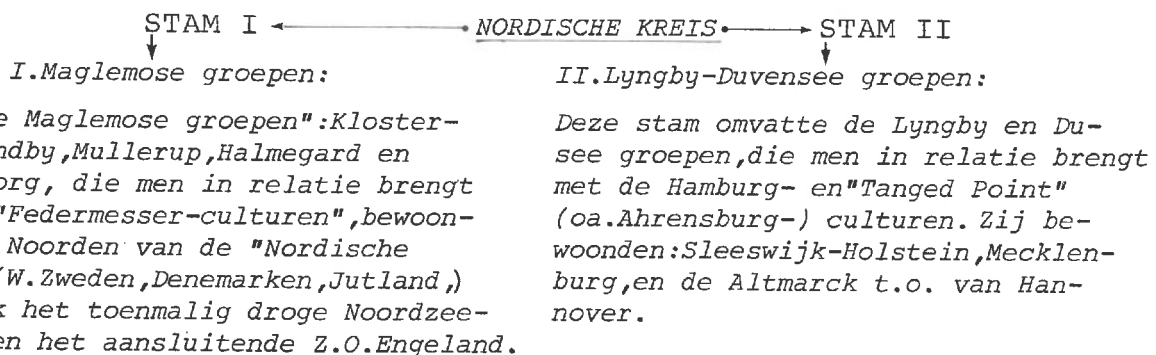 STAM I NORDISCHE KREIS STAM II
I.Maglemose groepen:
e Maglemose groepen":Kloster-
ndby,Mullerup,Halmegard en
org, die men in relatie brengt
"Federmesser-culturen",bewoon-
Noorden van de "Nordische
(W.Zweden,Denemarken,Jutland,)
k het toenmalig droge Noordzee-
en het aansluitende Z.O.Engeland.
II.Lyngby-Duvensee groepen:
Deze stam omvatte de Lyngby en Du-
see groepen,die men in relatie brengt
met de Hamburg- en"Tanged Point"
(oa.Ahrensburg-) culturen. Zij be-
woonden:Sleeswijk-Holstein,Mecklen-
burg,en de Altmarck t.o. van Han-
nover.